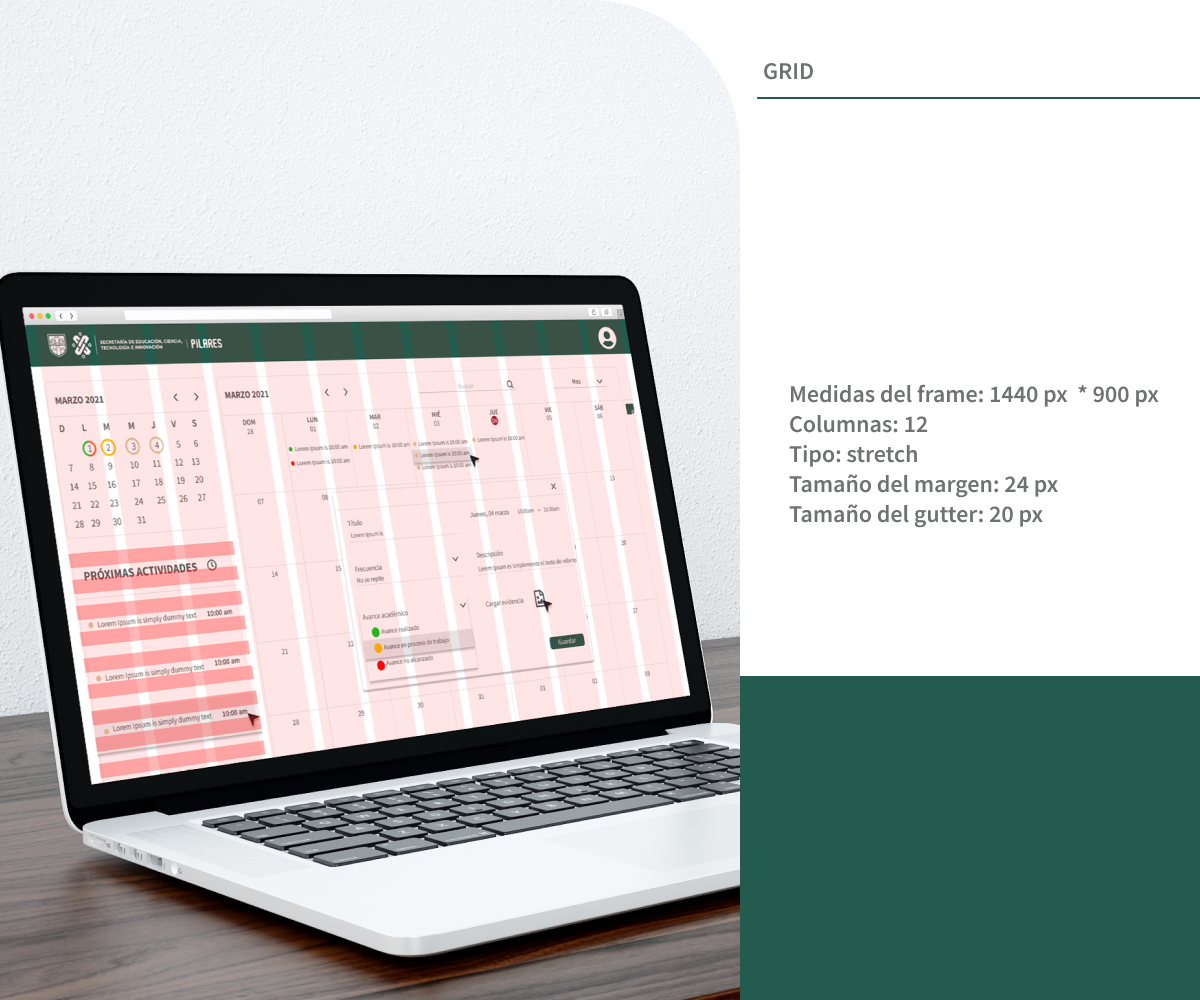 GRID
Medidas del frame: 1440 px * 900 px
Columnas: 12
Tipo: stretch
Tamaño del margen: 24 px
Tamaño del gutter: 20 px
SECRETARÍA DE EDUCACIÓN, CIENCIA,
TECNOLOGÍA E INNOVACIÓN
PILARES
MARZO 2021
D L M M J V S
1 2 3 4 5 6
7 8 9 10 11 12 13
14 15 16 17 18 19 20
21 22 23 24 25 26 27
28 29 30 31
PRÓXIMAS ACTIVIDADES
Lorem Ipsum is simply dummy text 10:00 am
Lorem Ipsum is simply dummy text 10:00 am
Lorem Ipsum is simply dummy text 10:00 am
MARZO 2021
Buscar
Mes
DOM LUN MAR MIÉ JUE VIE SÁB
28 01 02 03 04 05 06
Lorem Ipsum is 10:00 am Lorem Ipsum is 10:00 am Lorem Ipsum is 10:00 am Lorem Ipsum is 10:00 am
Lorem Ipsum is 10:00 am Lorem Ipsum is 10:00 am
Lorem Ipsum is 10:00 am
07 08 13
14 15 20
21 22 27
28 29 30 31 01 02 03
Jueves, 04 marzo 10:00am – 10:30am
Título
Lorem Ipsum is
Frecuencia
No se repite
Descripción
Lorem Ipsum es simplemente el texto de relleno
Avance académico
Avance realizado
Avance en proceso de trabajo
Avance no alcanzado
Cargar evidencia
Guardar